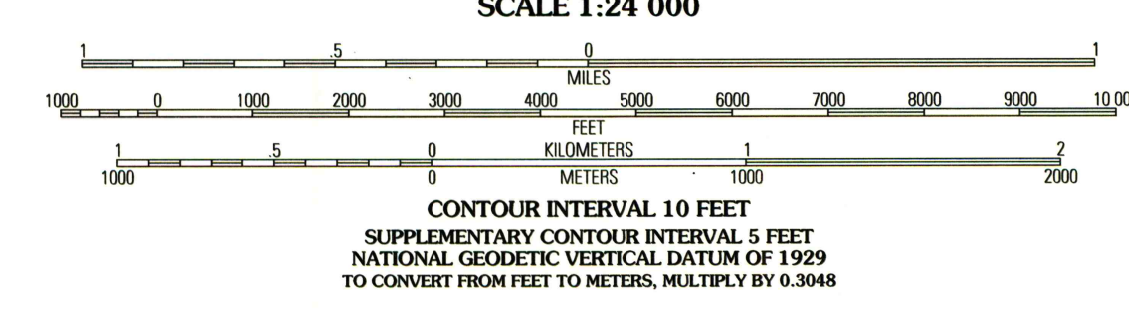 SCALE 1:24 000
1 .5 0 1
MILES
1000 0 1000 2000 3000 4000 5000 6000 7000 8000 9000 10 00
FEET
1 .5 0 KILOMETERS 1 2
1000 0 METERS 1000 2000
CONTOUR INTERVAL 10 FEET
SUPPLEMENTARY CONTOUR INTERVAL 5 FEET
NATIONAL GEODETIC VERTICAL DATUM OF 1929
TO CONVERT FROM FEET TO METERS, MULTIPLY BY 0.3048